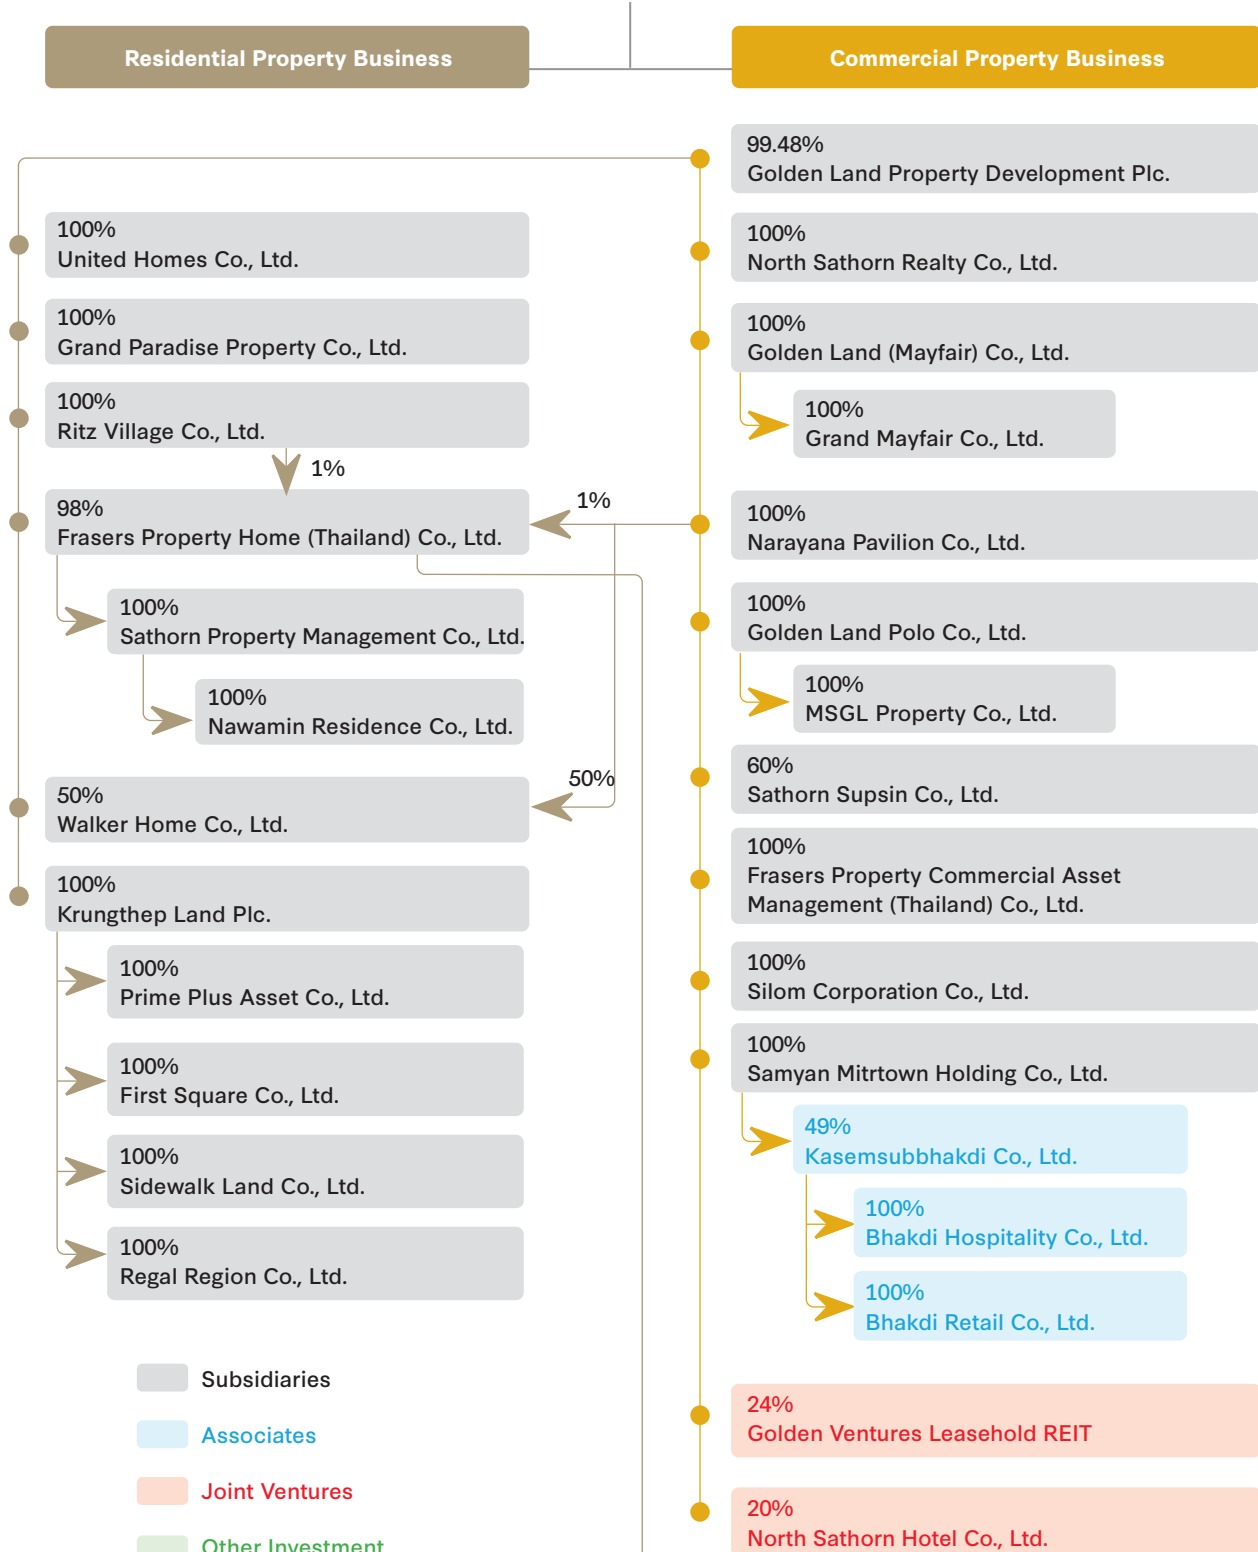 Residential Property Business
100%
United Homes Co., Ltd.
100%
Grand Paradise Property Co., Ltd.
100%
Ritz Village Co., Ltd.
1%
98%
Frasers Property Home (Thailand) Co., Ltd.
1%
100%
Sathorn Property Management Co., Ltd.
100%
Nawamin Residence Co., Ltd.
50%
50%
Walker Home Co., Ltd.
100%
Krungthep Land Plc.
100%
Prime Plus Asset Co., Ltd.
100%
First Square Co., Ltd.
100%
Sidewalk Land Co., Ltd.
100%
Regal Region Co., Ltd.
Subsidiaries
Associates
Joint Ventures
Other Investment
Commercial Property Business
99.48%
Golden Land Property Development Plc.
100%
North Sathorn Realty Co., Ltd.
100%
Golden Land (Mayfair) Co., Ltd.
100%
Grand Mayfair Co., Ltd.
100%
Narayana Pavilion Co., Ltd.
100%
Golden Land Polo Co., Ltd.
100%
MSGL Property Co., Ltd.
60%
Sathorn Supsin Co., Ltd.
100%
Frasers Property Commercial Asset
Management (Thailand) Co., Ltd.
100%
Silom Corporation Co., Ltd.
100%
Samyan Mitrtown Holding Co., Ltd.
49%
Kasemsubbhakdi Co., Ltd.
100%
Bhakdi Hospitality Co., Ltd.
100%
Bhakdi Retail Co., Ltd.
24%
Golden Ventures Leasehold REIT
20%
North Sathorn Hotel Co., Ltd.